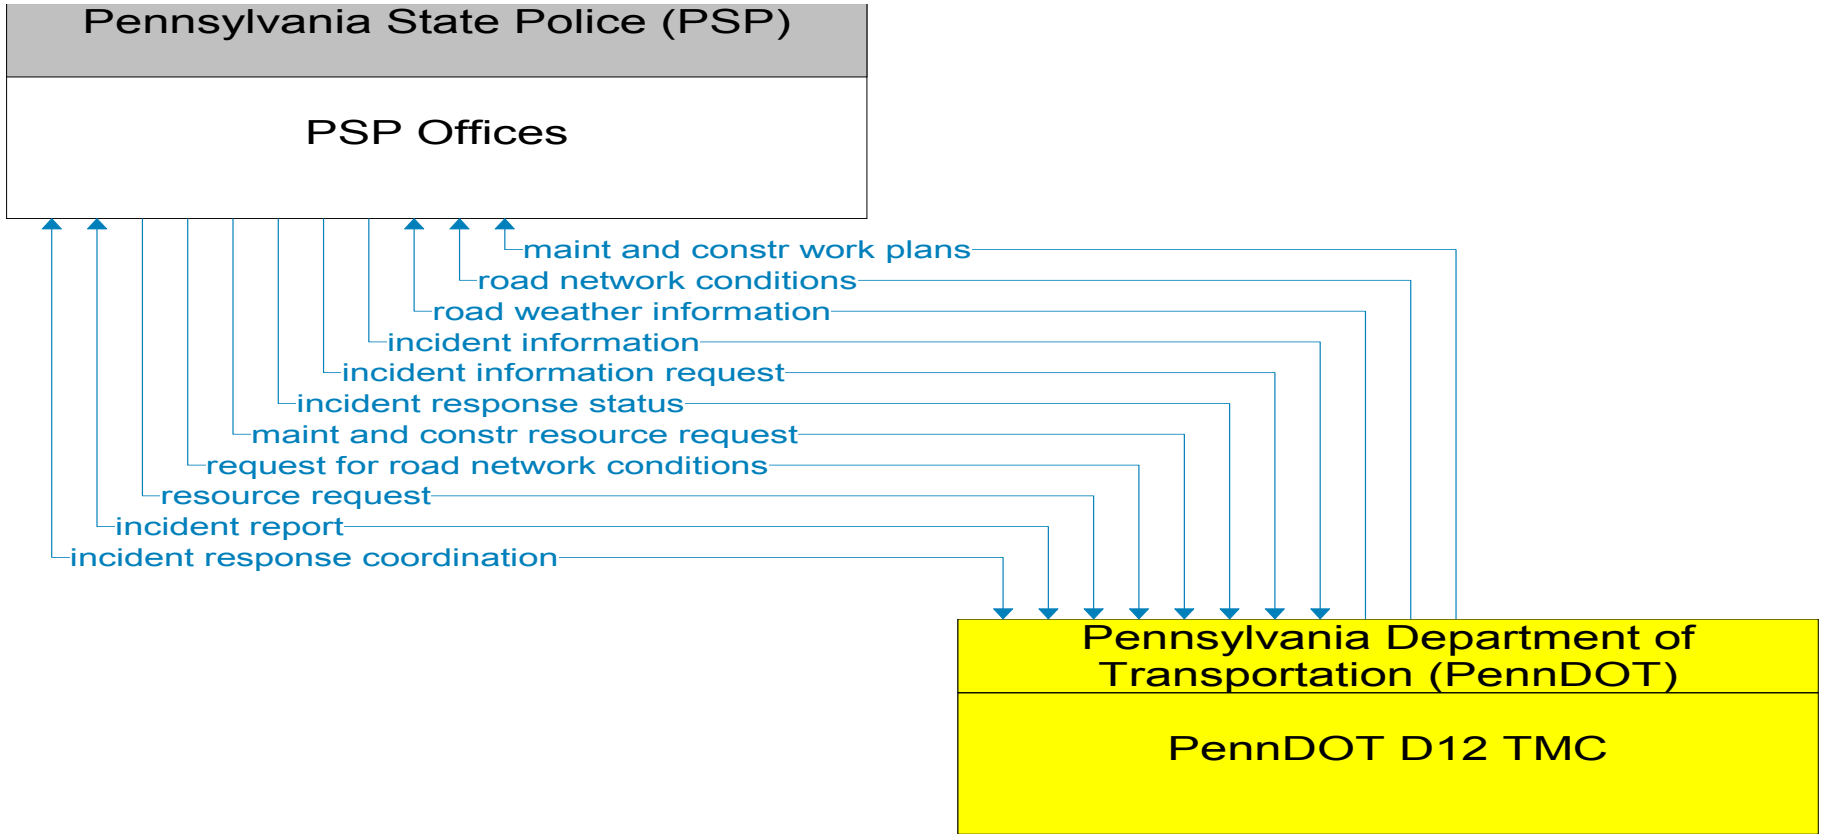 Pennsylvania State Police (PSP)
PSP Offices
maint and constr work plans
road network conditions
road weather information
incident information
incident information request
incident response status
maint and constr resource request
request for road network conditions
resource request
incident report
incident response coordination
Pennsylvania Department of
Transportation (PennDOT)
PennDOT D12 TMC